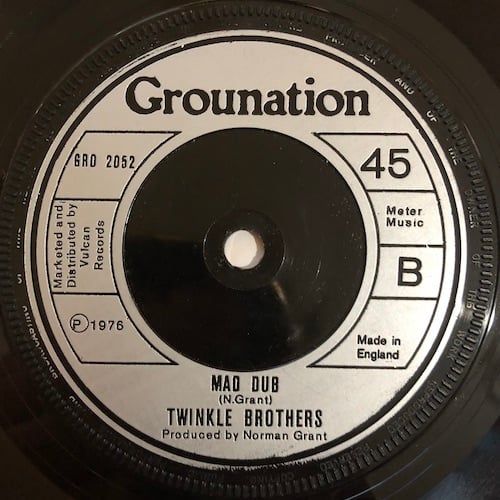 Grounation
GRO 2052
45
Marketed and
Distributed by
Vulcan
Records
Meter
Music
B
℗1976
Made in
England
MAD DUB
(N.Grant)
TWINKLE BROTHERS
Produced by Norman Grant